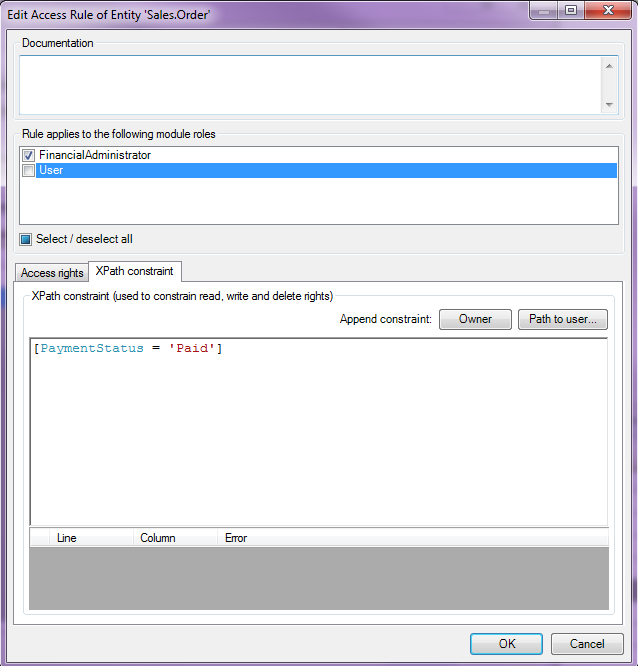 Edit Access Rule of Entity 'Sales.Order'
Documentation
Rule applies to the following module roles
FinancialAdministrator
User
Select / deselect all
Access rights XPath constraint
XPath constraint (used to constrain read, write and delete rights)
Append constraint: Owner Path to user...
[PaymentStatus = 'Paid']
Line Column Error
OK Cancel